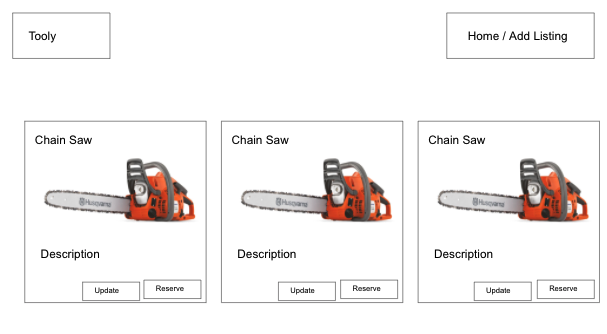 Tooly
Home / Add Listing
Chain Saw
Husqvarna
Description
Update
Reserve
Chain Saw
Husqvarna
Description
Update
Reserve
Chain Saw
Husqvarna
Description
Update
Reserve